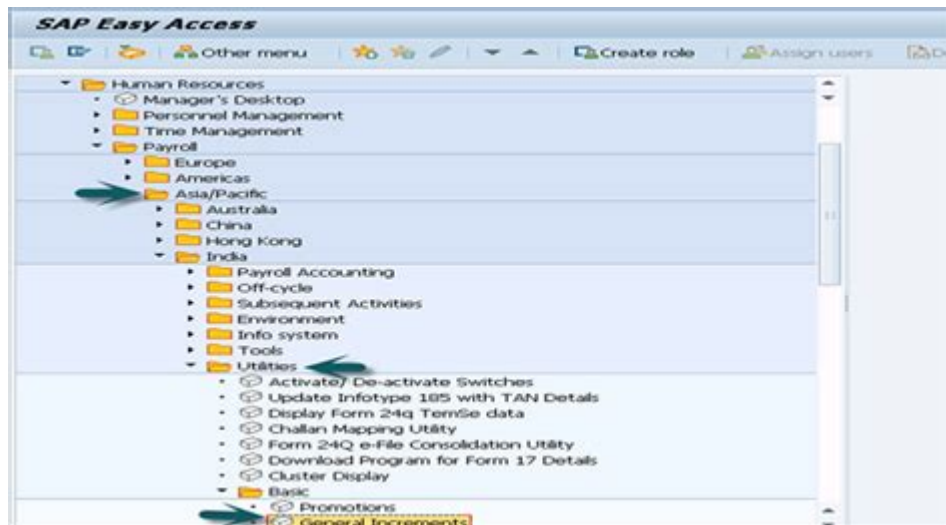 SAP Easy Access
Other menu Create role Assign users
Human Resources
Manager's Desktop
Personnel Management
Time Management
Payroll
Europe
Americas
Asia/Pacific
Australia
China
Hong Kong
India
Payroll Accounting
Off-cycle
Subsequent Activities
Environment
Info system
Tools
Utilities
Activate/ De-activate Switches
Update Infotype 185 with TAN Details
Display Form 24q TemSe data
Challan Mapping Utility
Form 24Q e-File Consolidation Utility
Download Program for Form 17 Details
Cluster Display
Basic
Promotions
General Increments